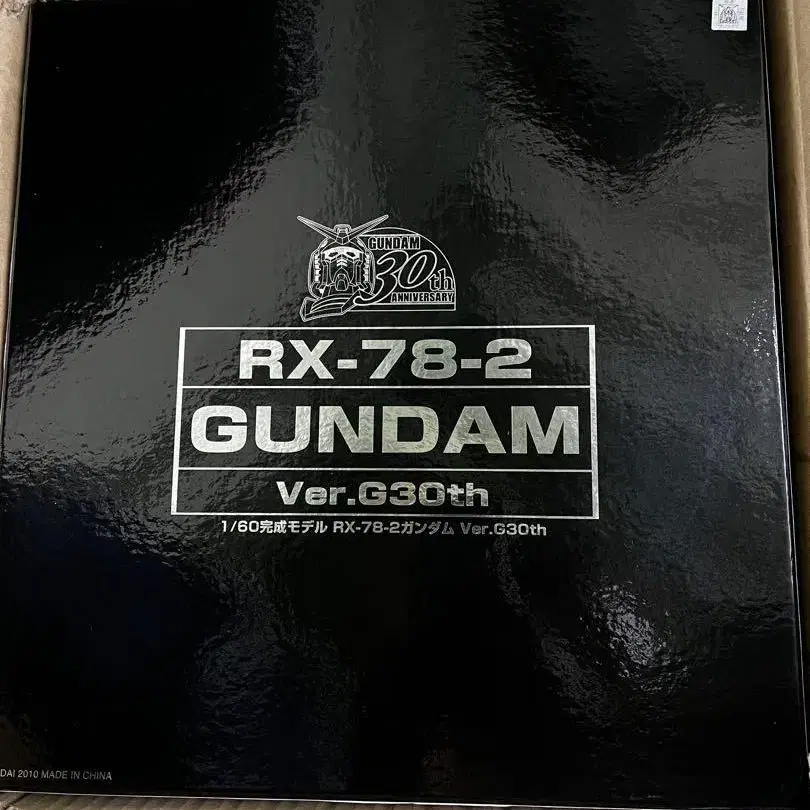 GUNDAM
30th
ANNIVERSARY
RX-78-2
GUNDAM
Ver.G30th
1/60完成モデル RX-78-2ガンダム Ver.G30th
DAI 2010 MADE IN CHINA